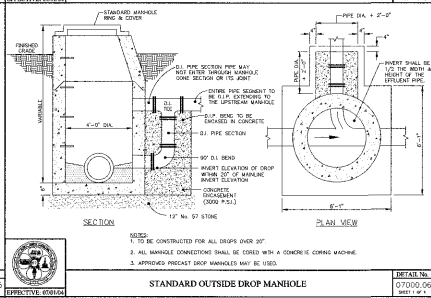 STANDARD MANHOLE
RING & COVER
FINISHED
GRADE
VARIABLE
4'-0" DIA.
8"
D.I. PIPE SECTION PIPE MAY
NOT ENTER THROUGH MANHOLE
CONE SECTION OR ITS JOINT
ENTIRE PIPE SEGMENT TO
BE D.I.P. EXTENDING TO
THE UPSTREAM MANHOLE
D.I.
TEE
D.I.P. BEND TO BE
ENCASED IN CONCRETE
D.I. PIPE SECTION
90° D.I. BEND
INVERT ELEVATION OF DROP
WITHIN 20" OF MAINLINE
INVERT ELEVATION
CONCRETE
ENCASEMENT
(3000 P.S.I.)
12" No. 57 STONE
SECTION
PIPE DIA. + 2'-0"
4"
4"
PIPE DIA.
+ 2'-0"
4"
INVERT SHALL BE
1/2 THE WIDTH &
HEIGHT OF THE
EFFLUENT PIPE.
6'-1"
6'-1"
PLAN VIEW
NOTES:
1. TO BE CONSTRUCTED FOR ALL DROPS OVER 20".
2. ALL MANHOLE CONNECTIONS SHALL BE CORED WITH A CONCRETE CORING MACHINE.
3. APPROVED PRECAST DROP MANHOLES MAY BE USED.
EFFECTIVE: 07/01/04
STANDARD OUTSIDE DROP MANHOLE
DETAIL No.
07000.06
SHEET 1 OF 1